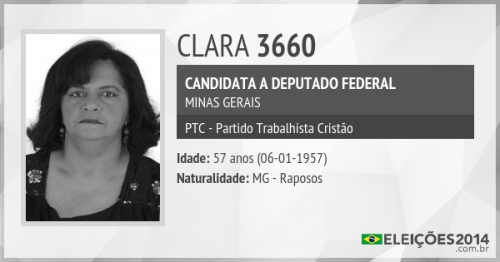 CLARA 3660
CANDIDATA A DEPUTADO FEDERAL
MINAS GERAIS
PTC - Partido Trabalhista Cristão
Idade: 57 anos (06-01-1957)
Naturalidade: MG - Raposos
ELEIÇÕES2014
.com.br